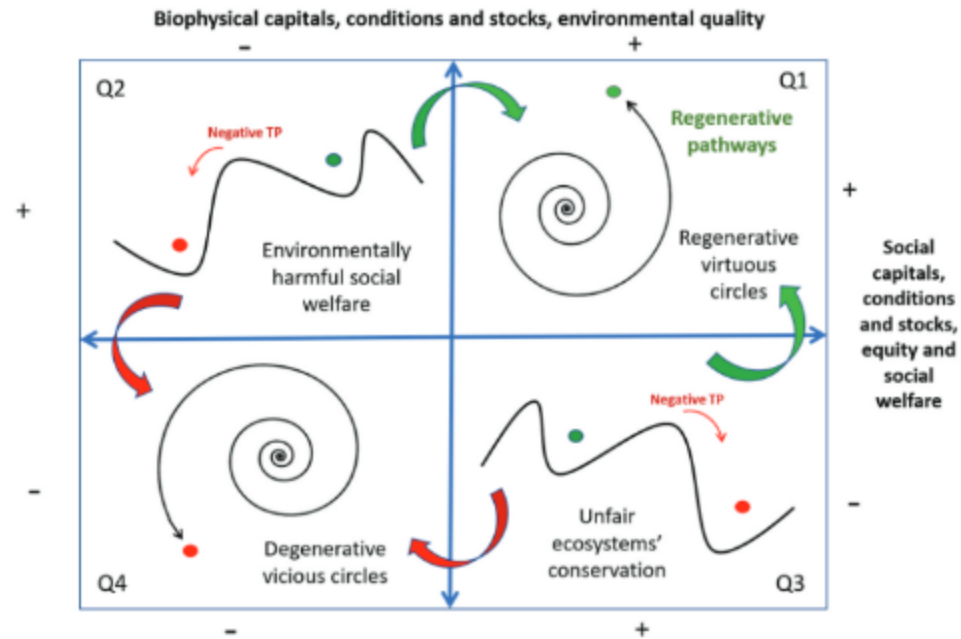 Biophysical capitals, conditions and stocks, environmental quality
–
+
Q2
Q1
Negative TP
Regenerative
pathways
+
+
Environmentally
harmful social
welfare
Regenerative
virtuous
circles
Social
capitals,
conditions
and stocks,
equity and
social
welfare
Negative TP
–
–
Degenerative
vicious circles
Unfair
ecosystems’
conservation
Q4
Q3
–
+